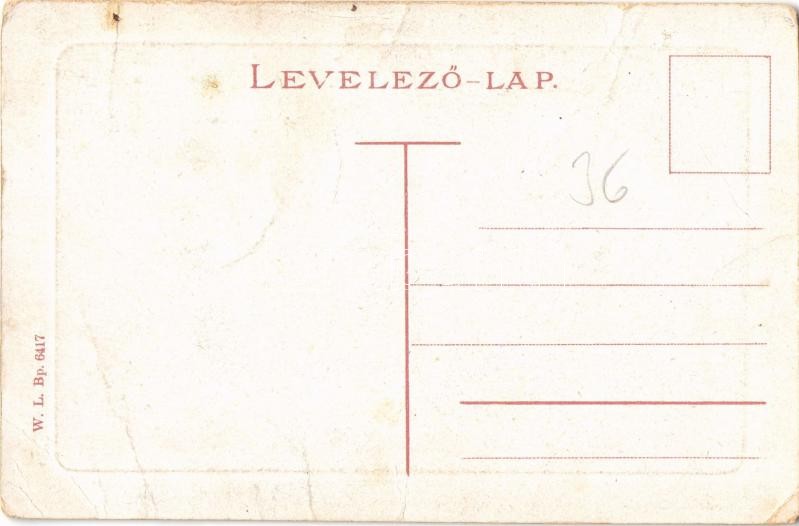 LEVELEZŐ-LAP.
36
W. L. Bp. 6417